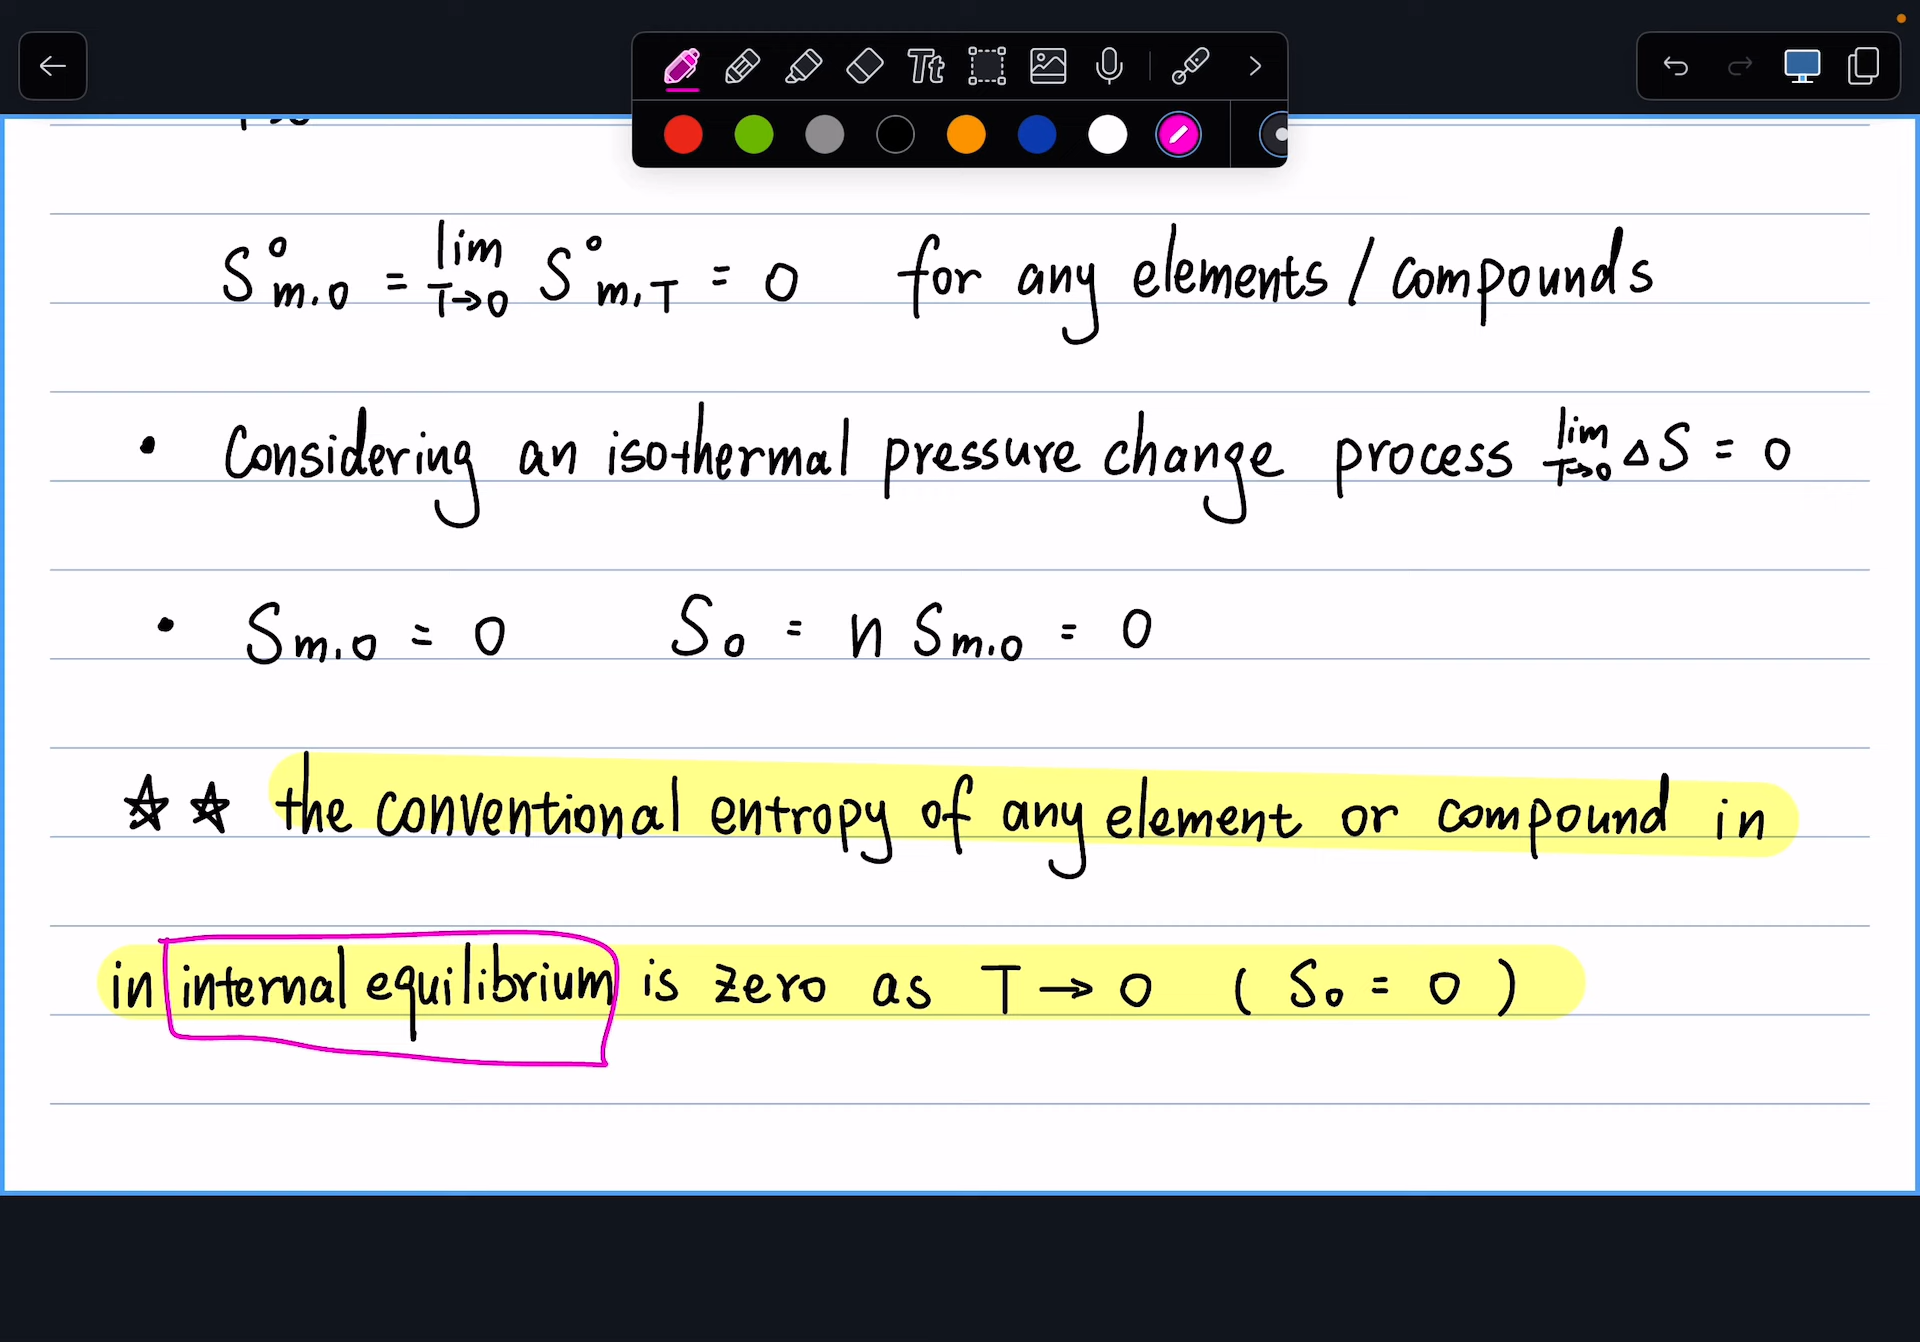 Tt
S°m,0 = lim T→0 S°m,T = 0 for any elements / compounds
• Considering an isothermal pressure change process lim T→0 ΔS = 0
• Sm,0 = 0 S0 = n Sm,0 = 0
☆☆ the conventional entropy of any element or compound in
in internal equilibrium is zero as T → 0 ( S0 = 0 )